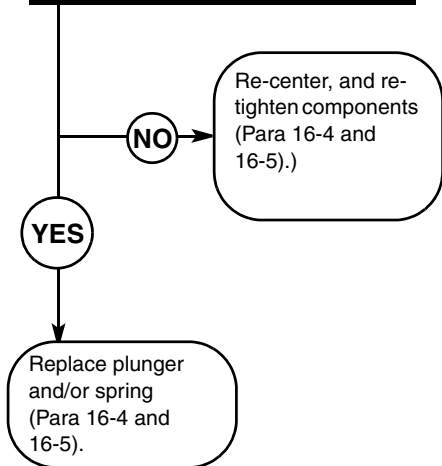 Re-center, and re-
tighten components
(Para 16-4 and
16-5).)
NO
YES
Replace plunger
and/or spring
(Para 16-4 and
16-5).